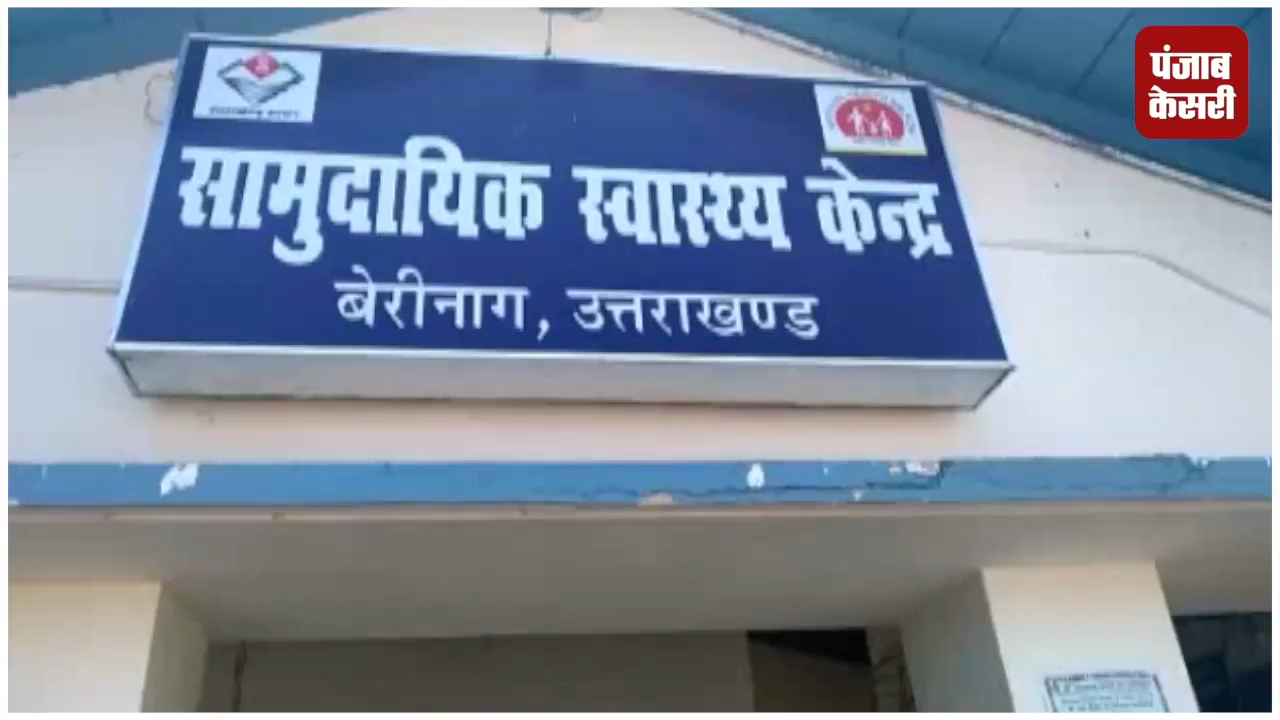 पंजाब
केसरी
सामुदायिक स्वास्थ्य केन्द्र
बेरीनाग, उत्तराखण्ड